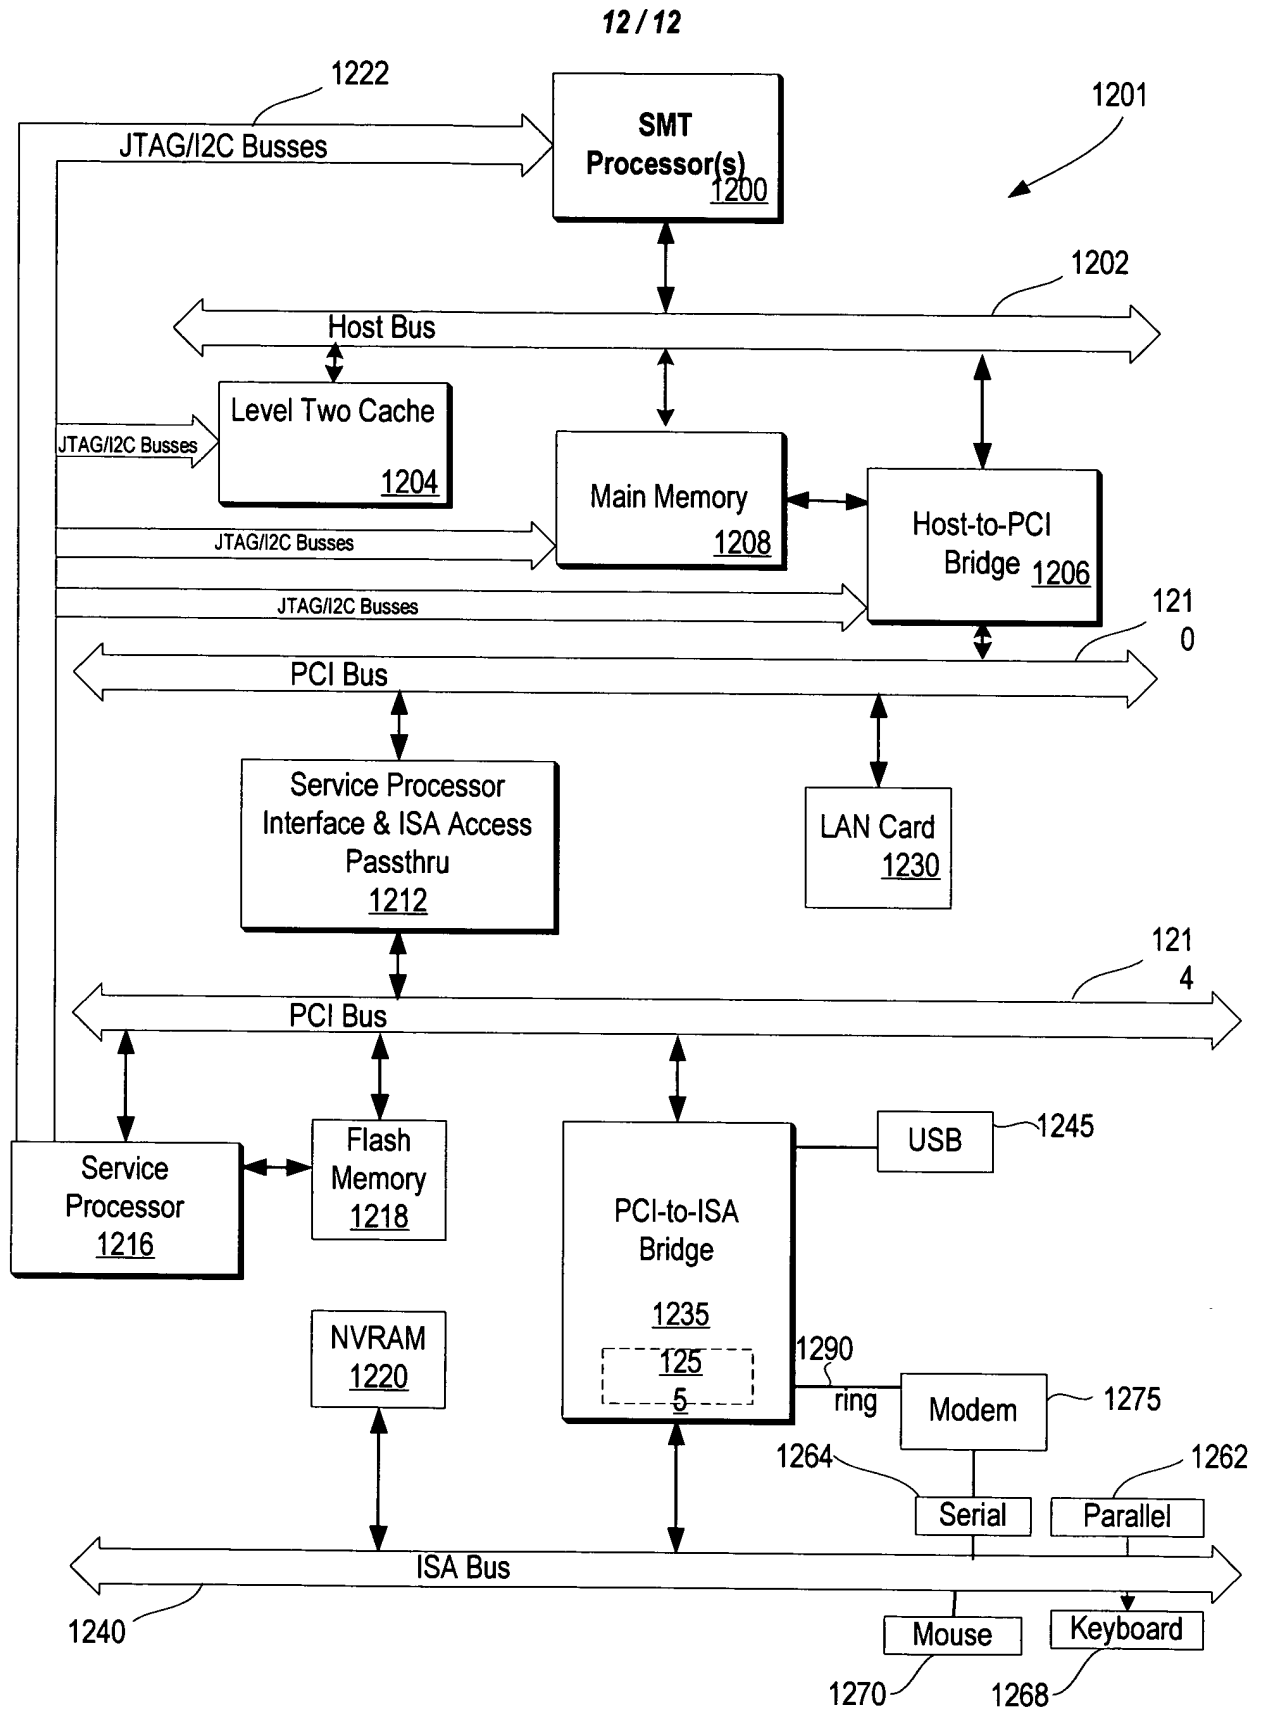 12 / 12
1222
JTAG/I2C Busses
SMT
Processor(s)
1200
1201
1202
Host Bus
Level Two Cache
1204
JTAG/I2C Busses
Main Memory
1208
JTAG/I2C Busses
Host-to-PCI
Bridge
1206
JTAG/I2C Busses
121
0
PCI Bus
Service Processor
Interface & ISA Access
Passthru
1212
LAN Card
1230
121
4
PCI Bus
Service
Processor
1216
Flash
Memory
1218
USB
1245
PCI-to-ISA
Bridge
1235
125
5
NVRAM
1220
1290
ring
Modem
1275
1264
1262
Serial
Parallel
ISA Bus
1240
Mouse
Keyboard
1270
1268